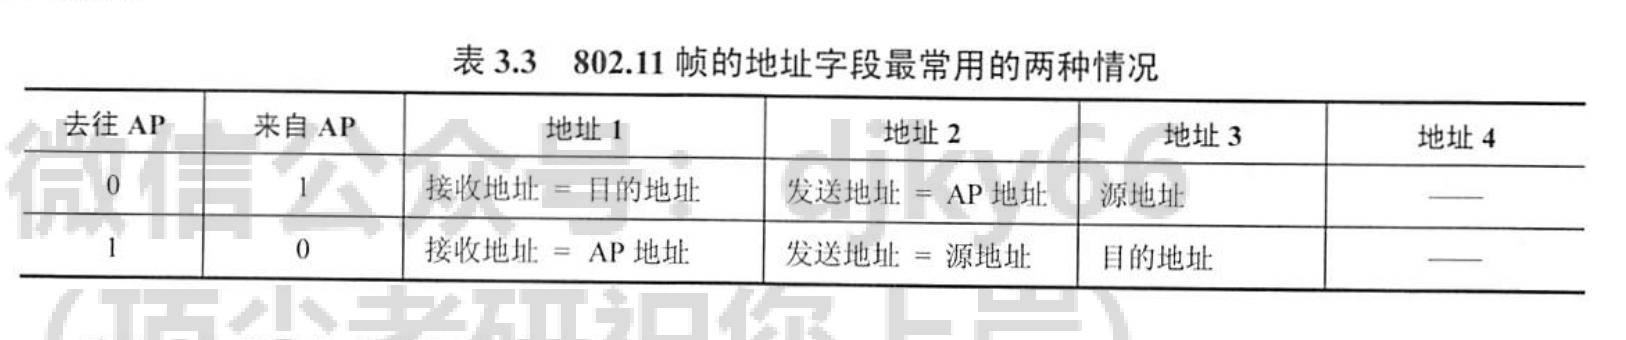 表 3.3 802.11 帧的地址字段最常用的两种情况
去往 AP 来自 AP 地址 1 地址 2 地址 3 地址 4
0 1 接收地址 = 目的地址 发送地址 = AP 地址 源地址 ——
1 0 接收地址 = AP 地址 发送地址 = 源地址 目的地址 ——
微信公众号：djky66
（顶尖考研祝您上岸）